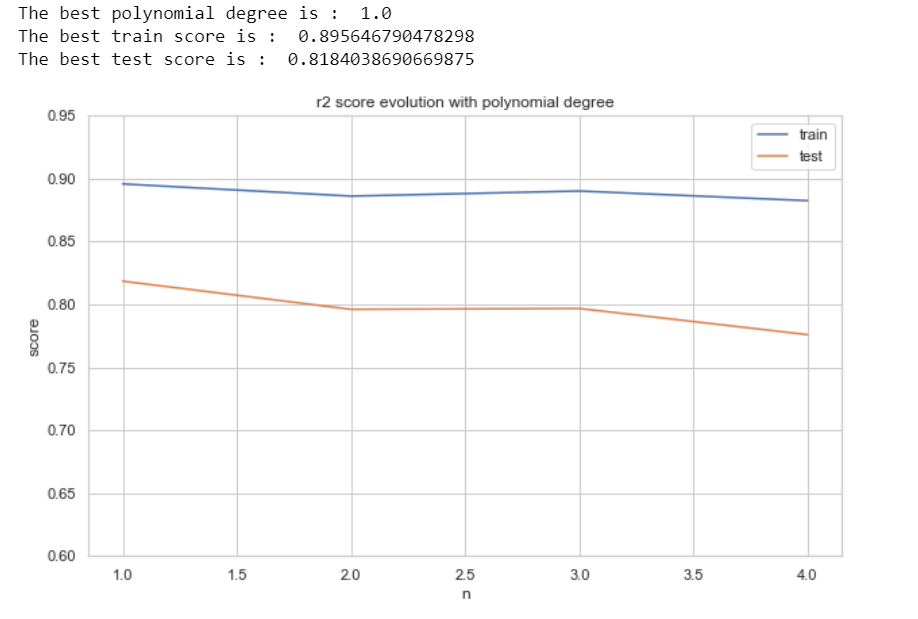 The best polynomial degree is :  1.0
The best train score is :  0.895646790478298
The best test score is :  0.8184038690669875
r2 score evolution with polynomial degree
0.95
0.90
0.85
0.80
0.75
0.70
0.65
0.60
score
train
test
1.0 1.5 2.0 2.5 3.0 3.5 4.0
n